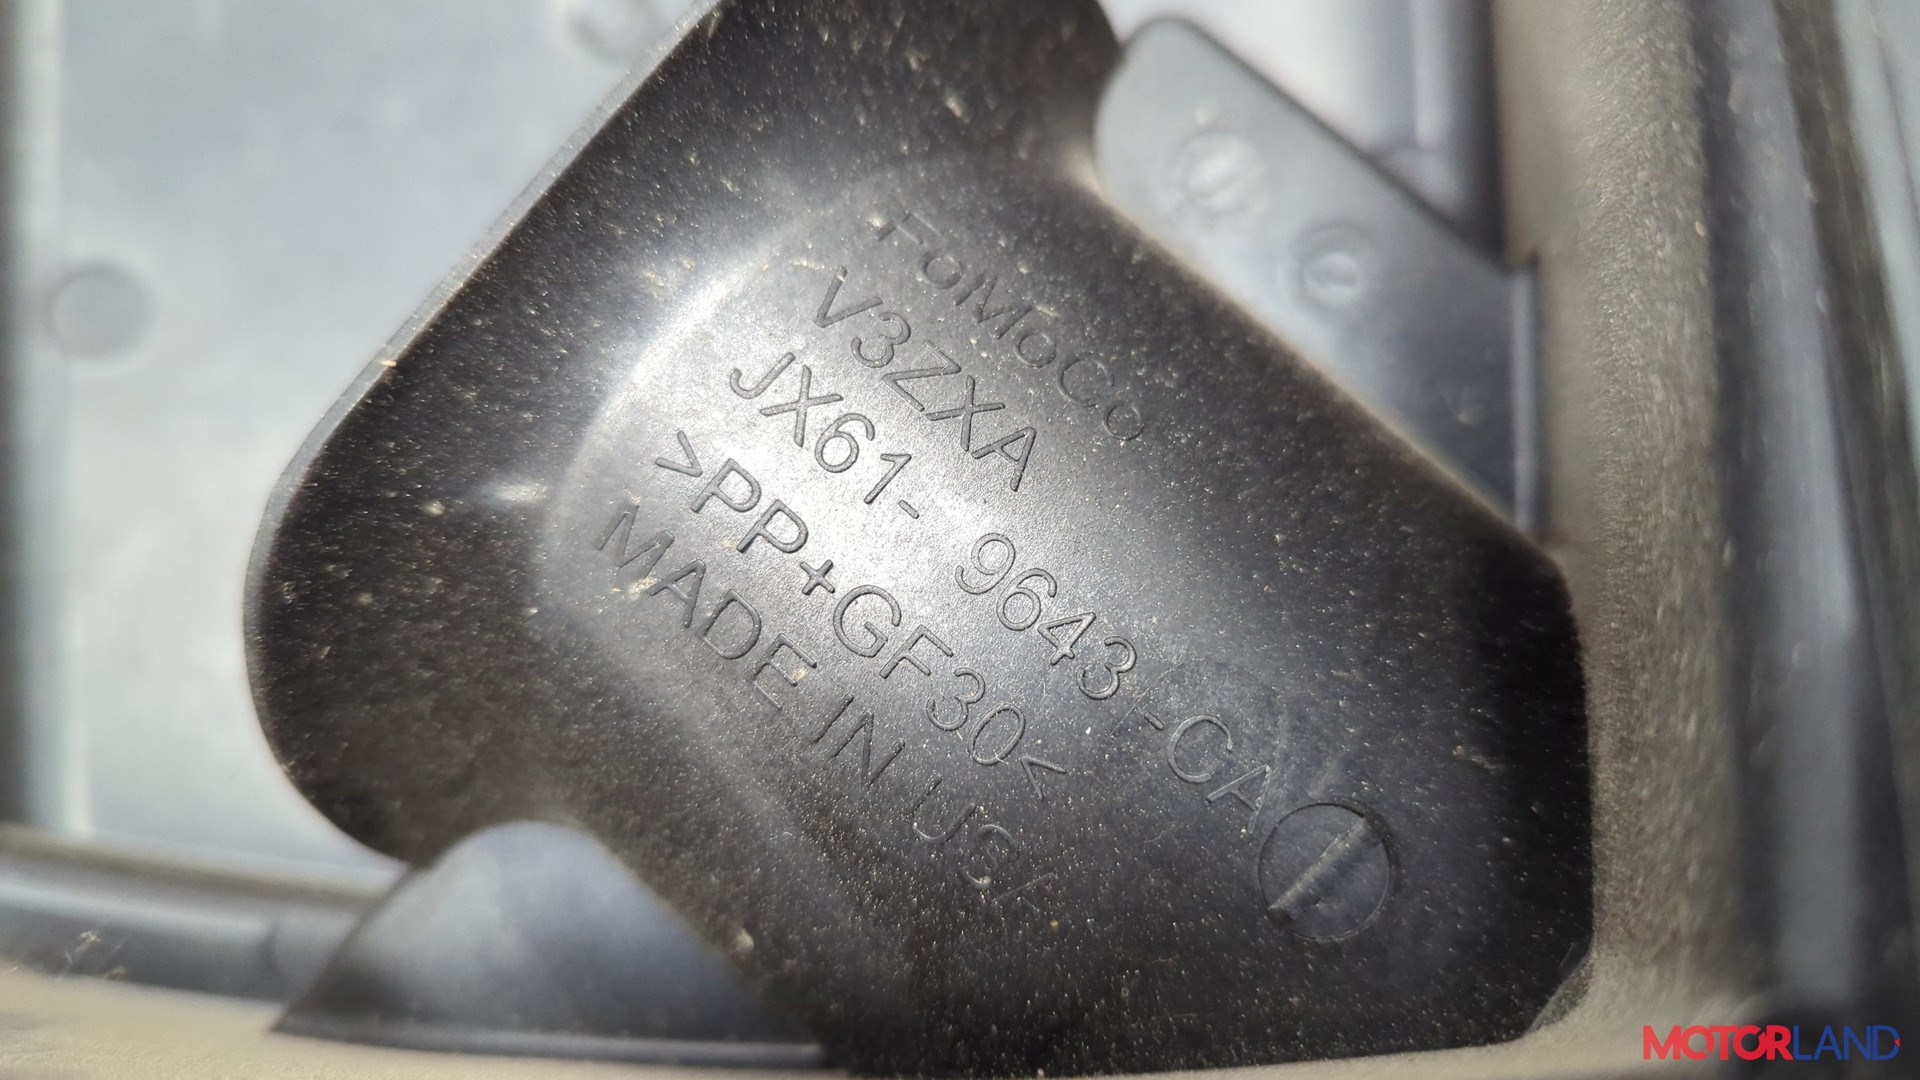 FoMoCo
V3ZXA
JX61- 9643 -CA
>PP+GF30<
MADE IN USA
MOTORLAND